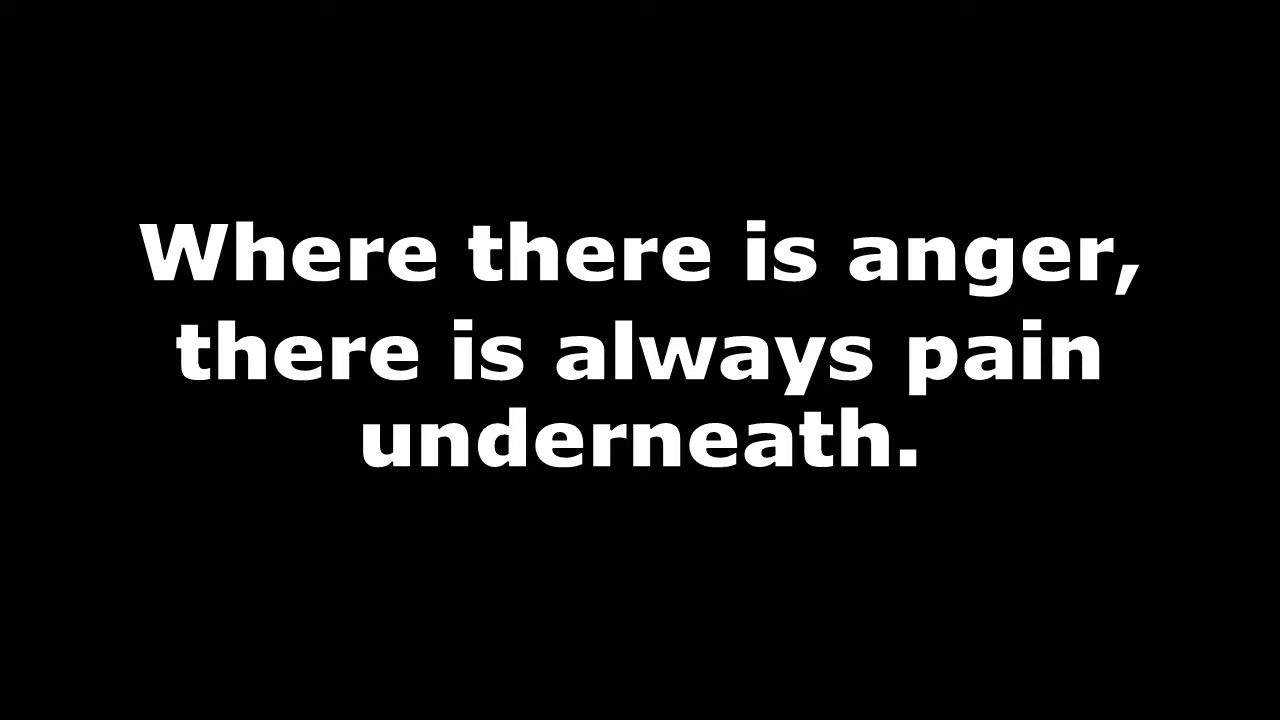 Where there is anger,
there is always pain
underneath.